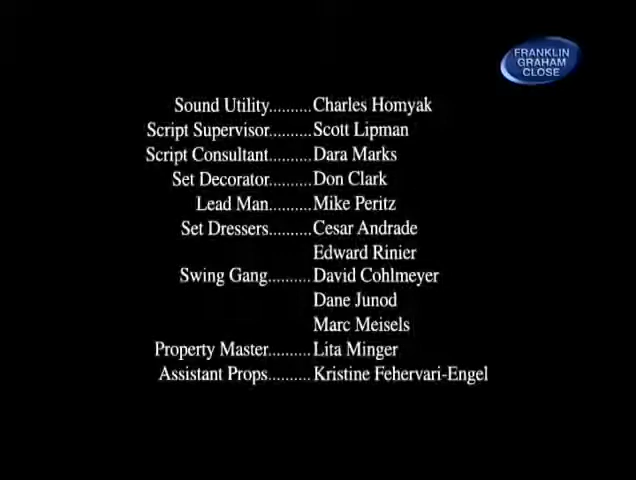 FRANKLIN
GRAHAM
CLOSE
Sound Utility..........Charles Homyak
Script Supervisor..........Scott Lipman
Script Consultant..........Dara Marks
Set Decorator..........Don Clark
Lead Man..........Mike Peritz
Set Dressers..........Cesar Andrade
Edward Rinier
Swing Gang..........David Cohlmeyer
Dane Junod
Marc Meisels
Property Master..........Lita Minger
Assistant Props..........Kristine Fehervari-Engel